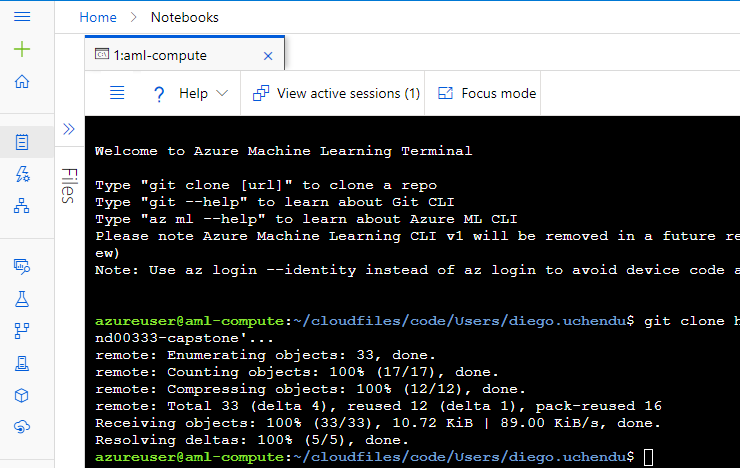 Home > Notebooks
1:aml-compute
Help
View active sessions (1)
Focus mode
Files
Welcome to Azure Machine Learning Terminal
Type "git clone [url]" to clone a repo
Type "git --help" to learn about Git CLI
Type "az ml --help" to learn about Azure ML CLI
Please note Azure Machine Learning CLI v1 will be removed in a future re
ew)
Note: Use az login --identity instead of az login to avoid device code a
azureuser@aml-compute:~/cloudfiles/code/Users/diego.uchendu$ git clone h
nd00333-capstone'...
remote: Enumerating objects: 33, done.
remote: Counting objects: 100% (17/17), done.
remote: Compressing objects: 100% (12/12), done.
remote: Total 33 (delta 4), reused 12 (delta 1), pack-reused 16
Receiving objects: 100% (33/33), 10.72 KiB | 89.00 KiB/s, done.
Resolving deltas: 100% (5/5), done.
azureuser@aml-compute:~/cloudfiles/code/Users/diego.uchendu$